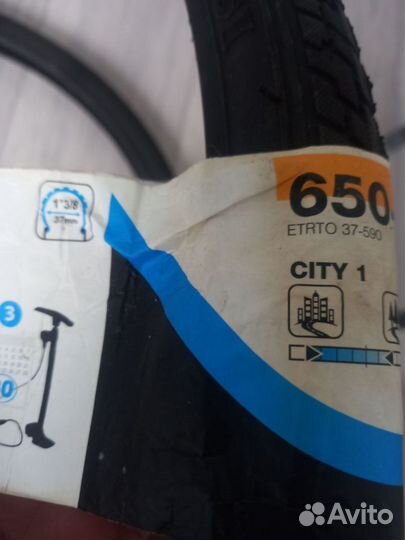 1"3/8
37mm
650
ETRTO 37-590
CITY 1
3
Avito